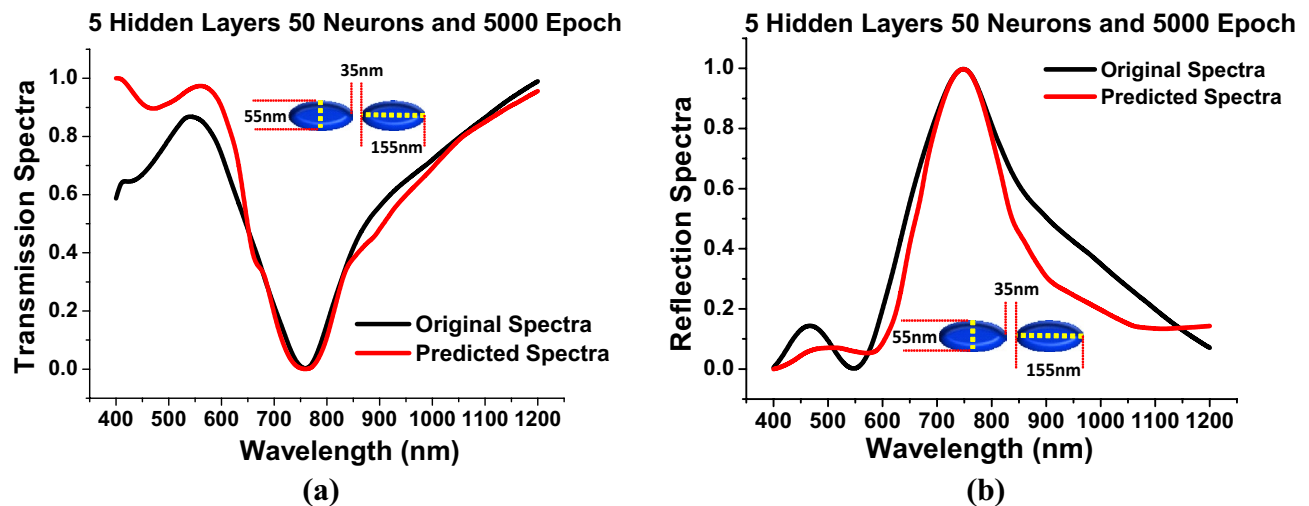 5 Hidden Layers 50 Neurons and 5000 Epoch
Transmission Spectra
1.0
0.8
0.6
0.4
0.2
0.0
35nm
55nm
155nm
Original Spectra
Predicted Spectra
400 500 600 700 800 900 1000 1100 1200
Wavelength (nm)
(a)
5 Hidden Layers 50 Neurons and 5000 Epoch
Reflection Spectra
1.0
0.8
0.6
0.4
0.2
0.0
Original Spectra
Predicted Spectra
35nm
55nm
155nm
400 500 600 700 800 900 1000 1100 1200
Wavelength (nm)
(b)